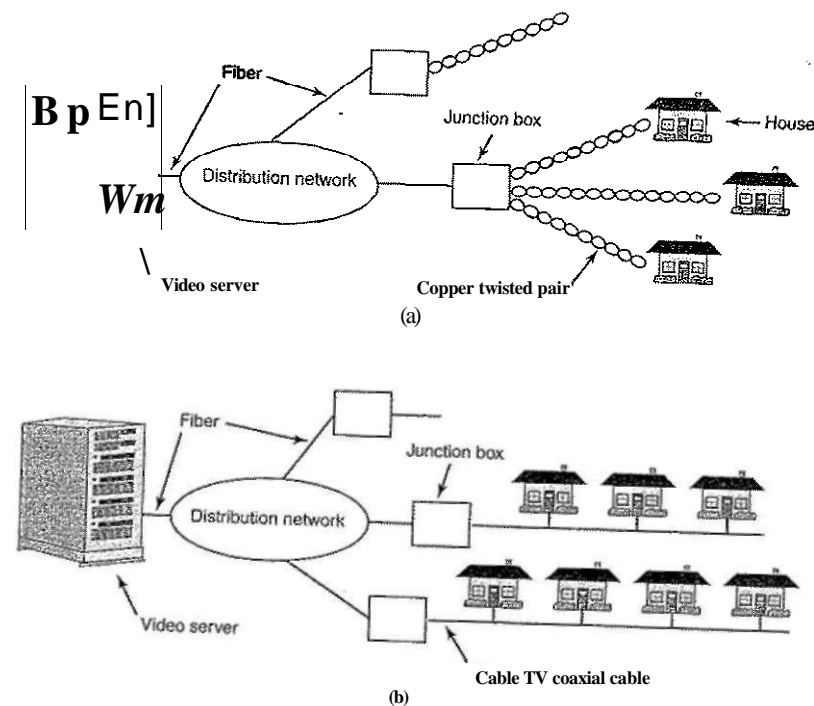 Fiber
B p En]
Junction box
House
Distribution network
Wm
\ Video server
Copper twisted pair
(a)
Fiber
Junction box
Distribution network
Video server
Cable TV coaxial cable
(b)